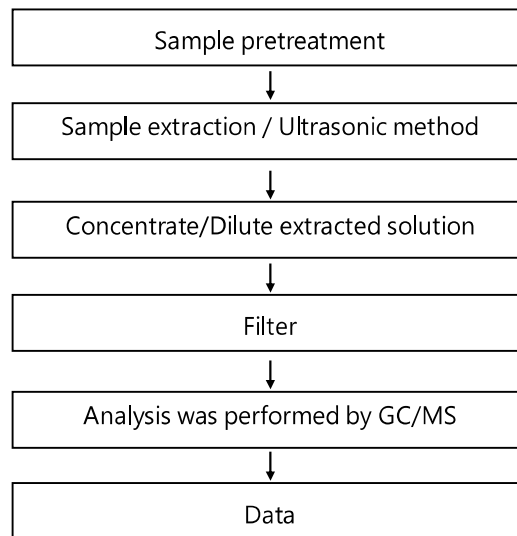 Sample pretreatment
Sample extraction / Ultrasonic method
Concentrate/Dilute extracted solution
Filter
Analysis was performed by GC/MS
Data